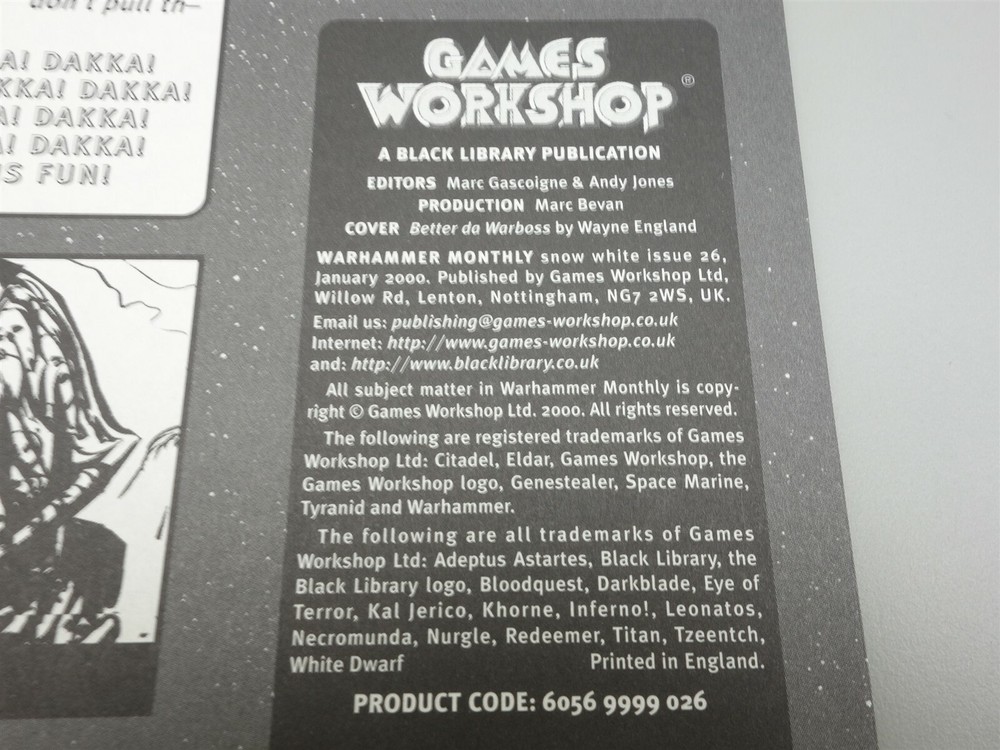 don't pull th–
A! DAKKA!
KKA! DAKKA!
A! DAKKA!
A! DAKKA!
S FUN!
GAMES
WORKSHOP®
A BLACK LIBRARY PUBLICATION
EDITORS Marc Gascoigne & Andy Jones
PRODUCTION Marc Bevan
COVER Better da Warboss by Wayne England
WARHAMMER MONTHLY snow white issue 26,
January 2000. Published by Games Workshop Ltd,
Willow Rd, Lenton, Nottingham, NG7 2WS, UK.
Email us: publishing@games-workshop.co.uk
Internet: http://www.games-workshop.co.uk
and: http://www.blacklibrary.co.uk
All subject matter in Warhammer Monthly is copy-
right © Games Workshop Ltd. 2000. All rights reserved.
The following are registered trademarks of Games
Workshop Ltd: Citadel, Eldar, Games Workshop, the
Games Workshop logo, Genestealer, Space Marine,
Tyranid and Warhammer.
The following are all trademarks of Games
Workshop Ltd: Adeptus Astartes, Black Library, the
Black Library logo, Bloodquest, Darkblade, Eye of
Terror, Kal Jerico, Khorne, Inferno!, Leonatos,
Necromunda, Nurgle, Redeemer, Titan, Tzeentch,
White Dwarf Printed in England.
PRODUCT CODE: 6056 9999 026